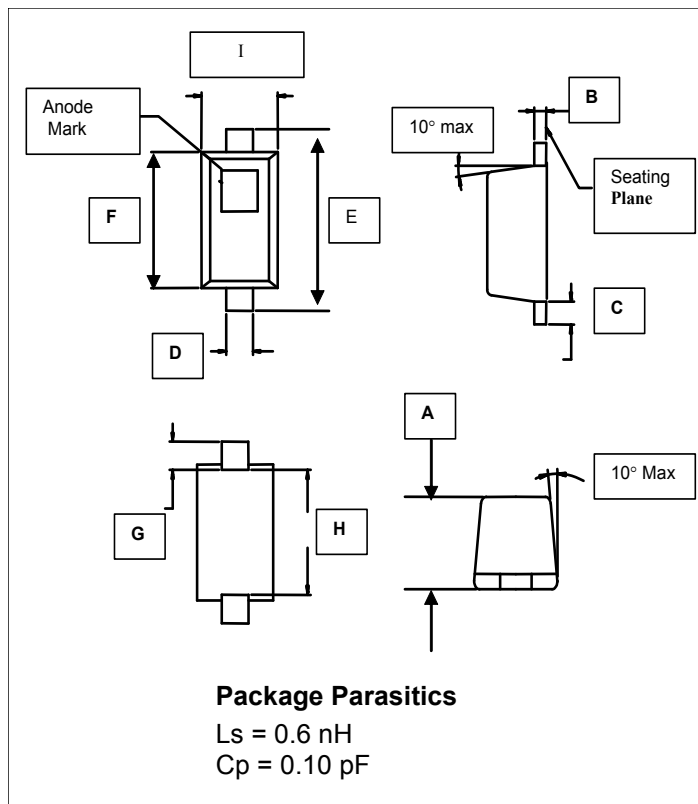 I
Anode
Mark
B
10° max
Seating
Plane
F
E
C
D
A
10° Max
G
H
Package Parasitics
Ls = 0.6 nH
Cp = 0.10 pF